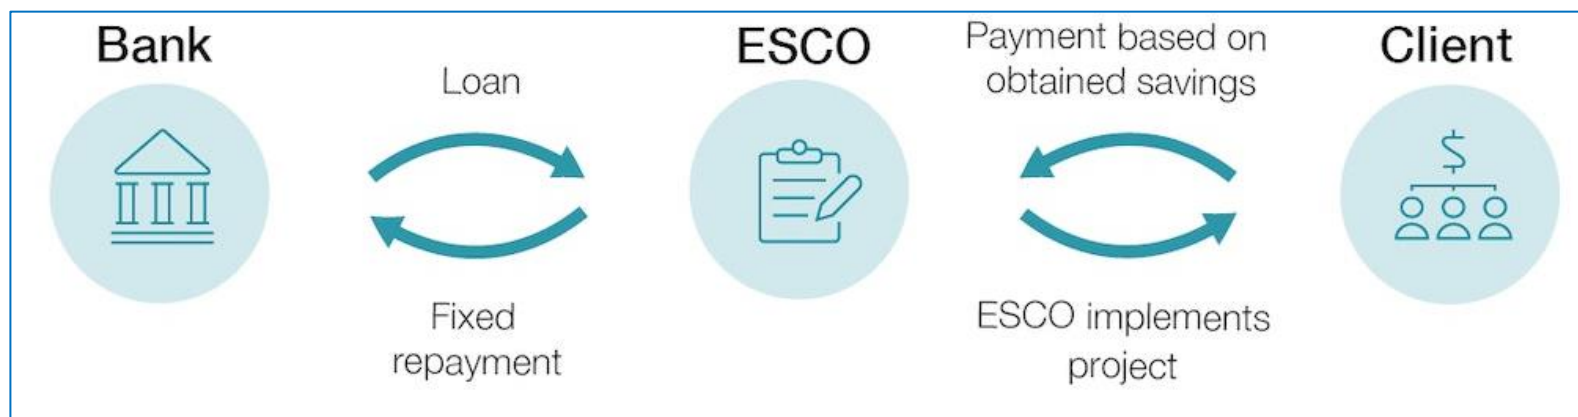 Bank
Loan
Fixed
repayment
ESCO
Payment based on
obtained savings
ESCO implements
project
Client
$